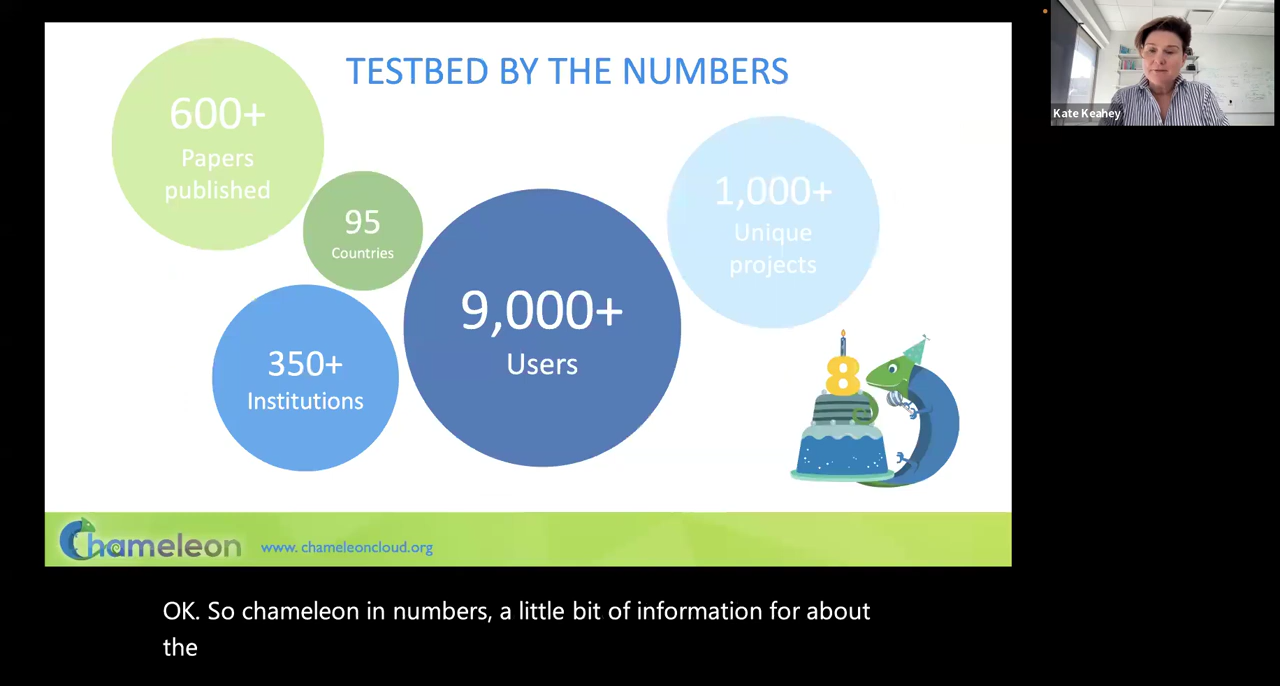 TESTBED BY THE NUMBERS
600+
Papers
published
95
Countries
350+
Institutions
9,000+
Users
1,000+
Unique
projects
8
Chameleon
www. chameleoncloud.org
Kate Keahey
OK. So chameleon in numbers, a little bit of information for about
the